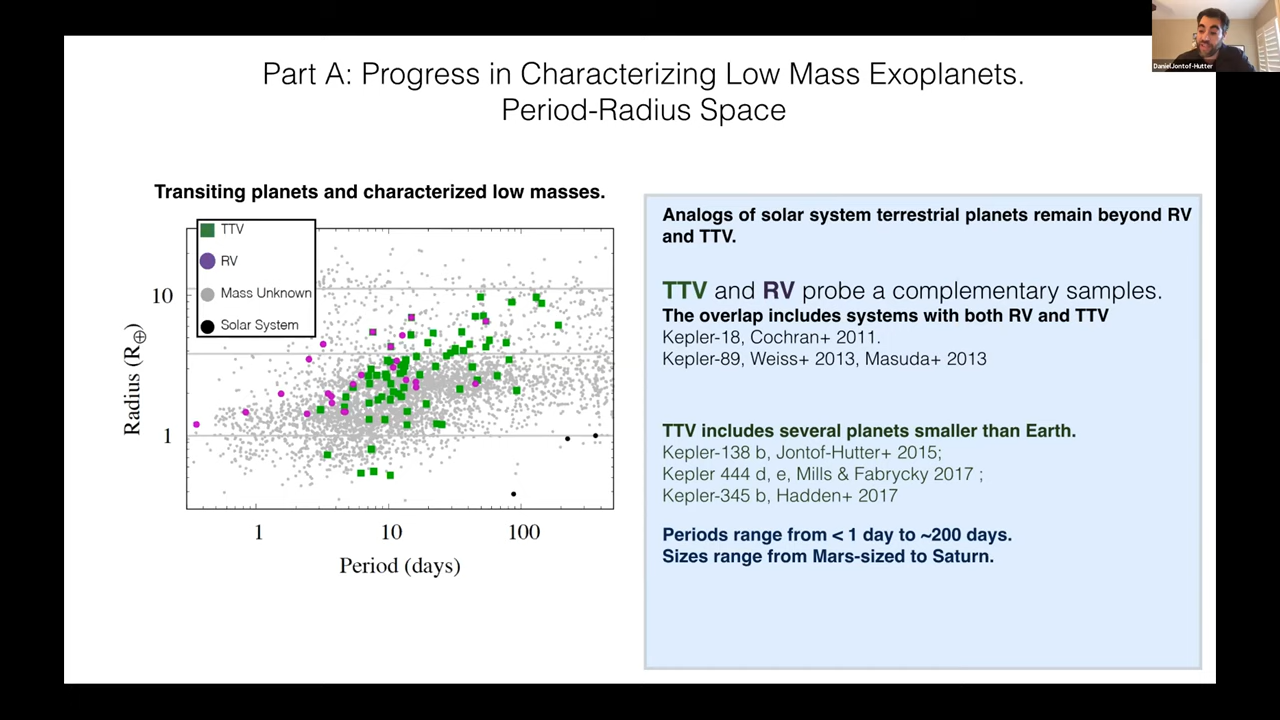 Daniel Jontof-Hutter
Part A: Progress in Characterizing Low Mass Exoplanets.
Period-Radius Space
Transiting planets and characterized low masses.
TTV
RV
Mass Unknown
Solar System
10
1
Radius (R⊕)
1
10
100
Period (days)
Analogs of solar system terrestrial planets remain beyond RV
and TTV.
TTV and RV probe a complementary samples.
The overlap includes systems with both RV and TTV
Kepler-18, Cochran+ 2011.
Kepler-89, Weiss+ 2013, Masuda+ 2013
TTV includes several planets smaller than Earth.
Kepler-138 b, Jontof-Hutter+ 2015;
Kepler 444 d, e, Mills & Fabrycky 2017 ;
Kepler-345 b, Hadden+ 2017
Periods range from < 1 day to ~200 days.
Sizes range from Mars-sized to Saturn.